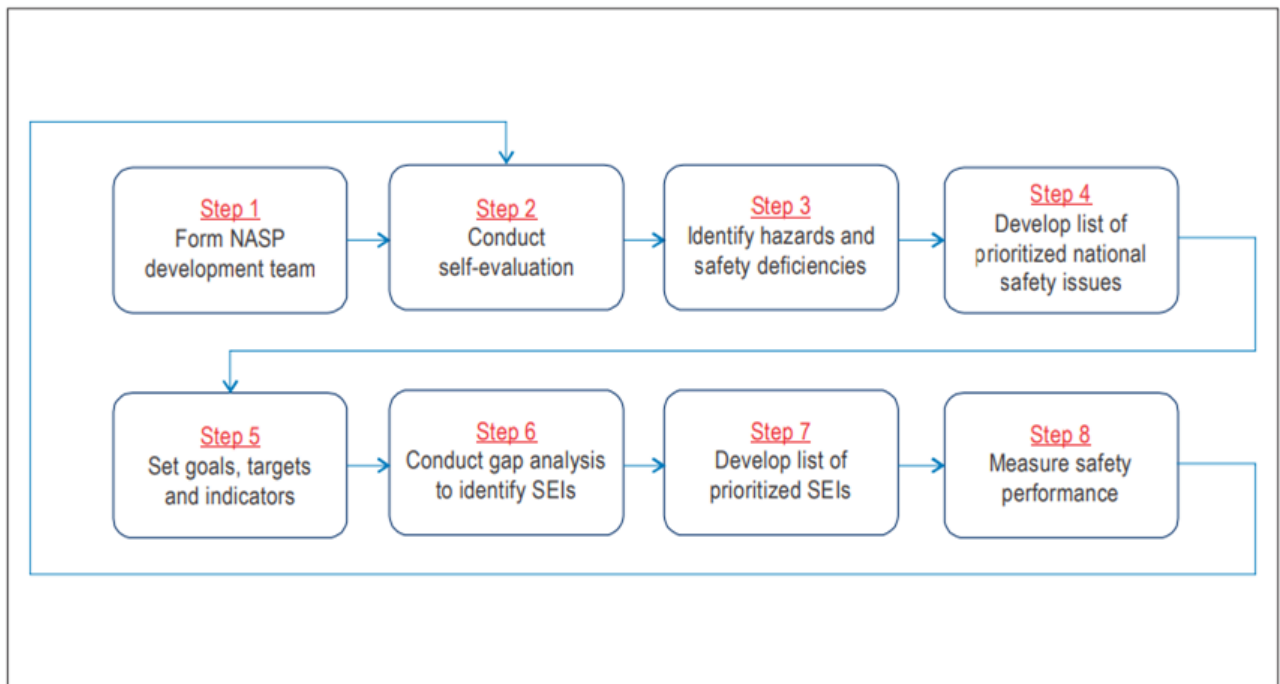 Step 1
Form NASP
development team
Step 2
Conduct
self-evaluation
Step 3
Identify hazards and
safety deficiencies
Step 4
Develop list of
prioritized national
safety issues
Step 5
Set goals, targets
and indicators
Step 6
Conduct gap analysis
to identify SEIs
Step 7
Develop list of
prioritized SEIs
Step 8
Measure safety
performance